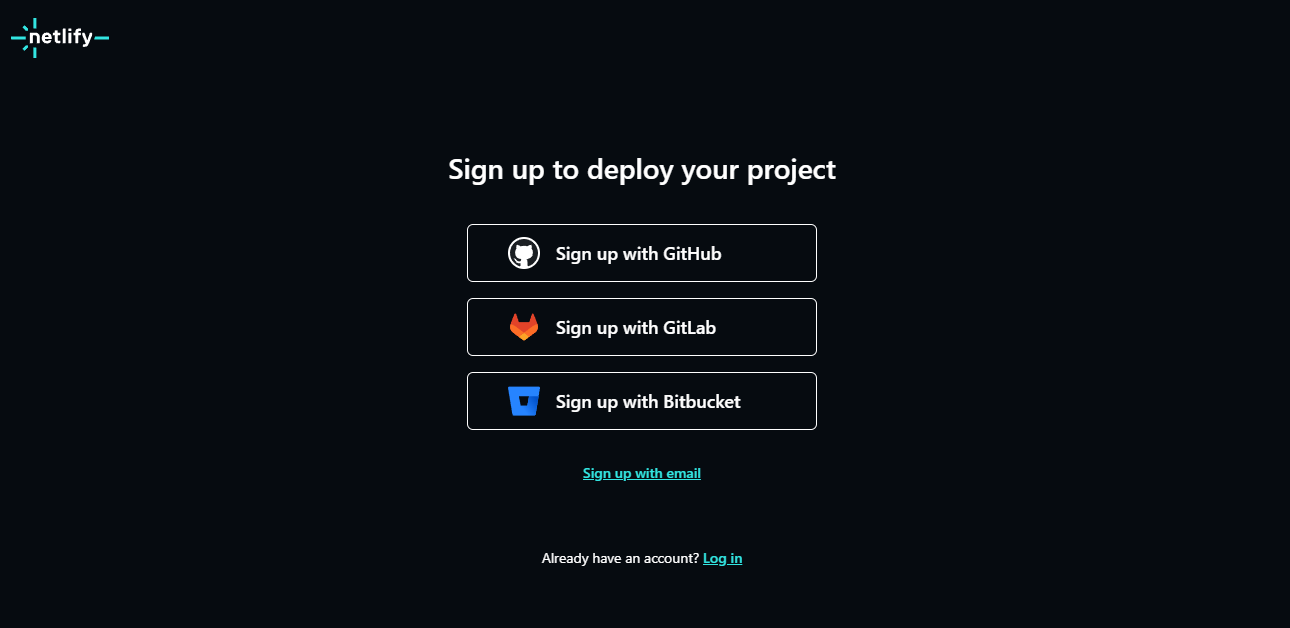 netlify
Sign up to deploy your project
Sign up with GitHub
Sign up with GitLab
Sign up with Bitbucket
Sign up with email
Already have an account? Log in